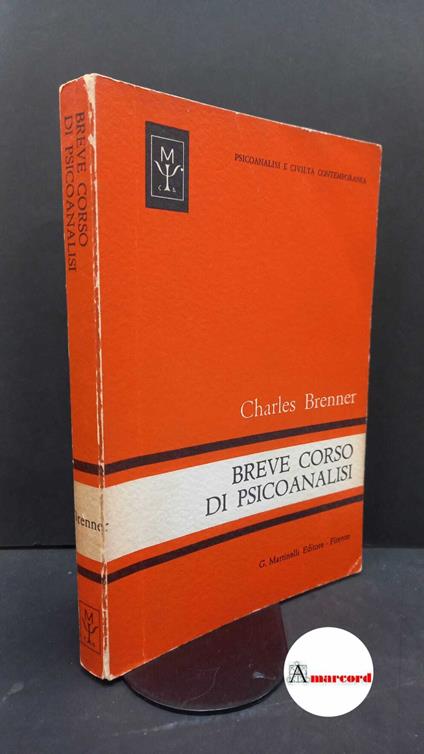 BREVE CORSO
DI PSICOANALISI
Brenner
M
PSICOANALISI E CIVILTÀ CONTEMPORANEA
Charles Brenner
BREVE CORSO
DI PSICOANALISI
G. Martinelli Editore - Firenze
Amarcord